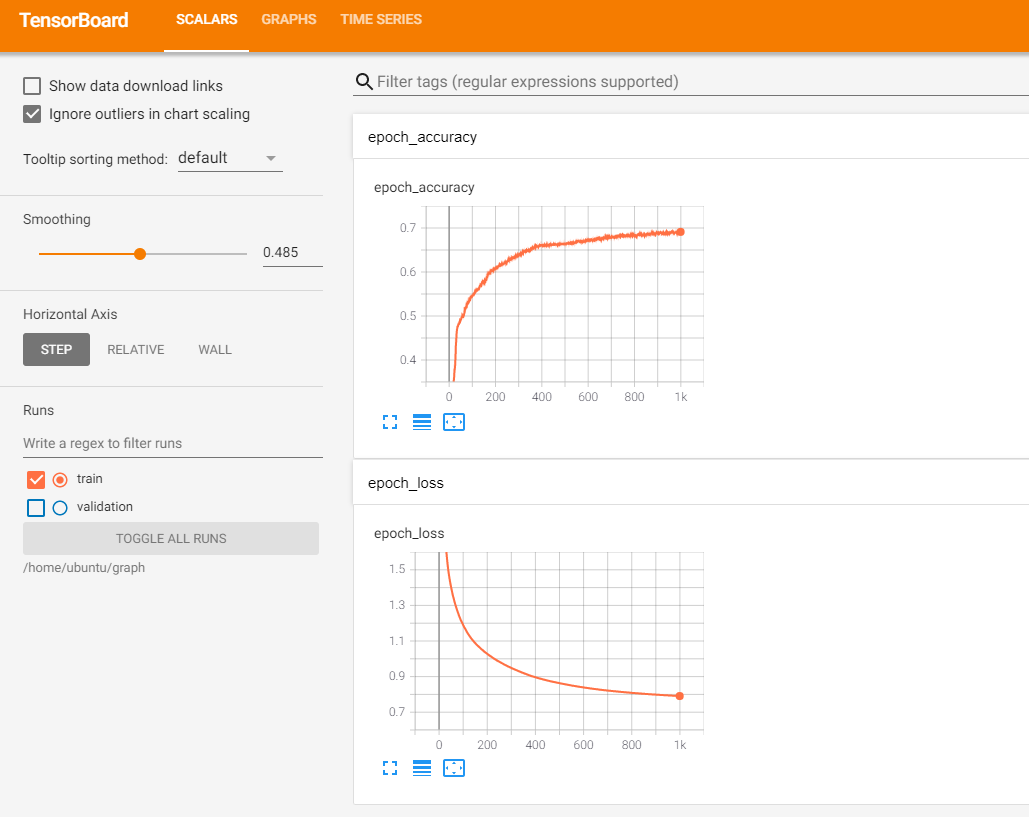 TensorBoard SCALARS GRAPHS TIME SERIES
Show data download links
Ignore outliers in chart scaling
Tooltip sorting method: default
Smoothing
0.485
Horizontal Axis
STEP RELATIVE WALL
Runs
Write a regex to filter runs
train
validation
TOGGLE ALL RUNS
/home/ubuntu/graph
Filter tags (regular expressions supported)
epoch_accuracy
epoch_accuracy
0.7
0.6
0.5
0.4
0 200 400 600 800 1k
epoch_loss
epoch_loss
1.5
1.3
1.1
0.9
0.7
0 200 400 600 800 1k